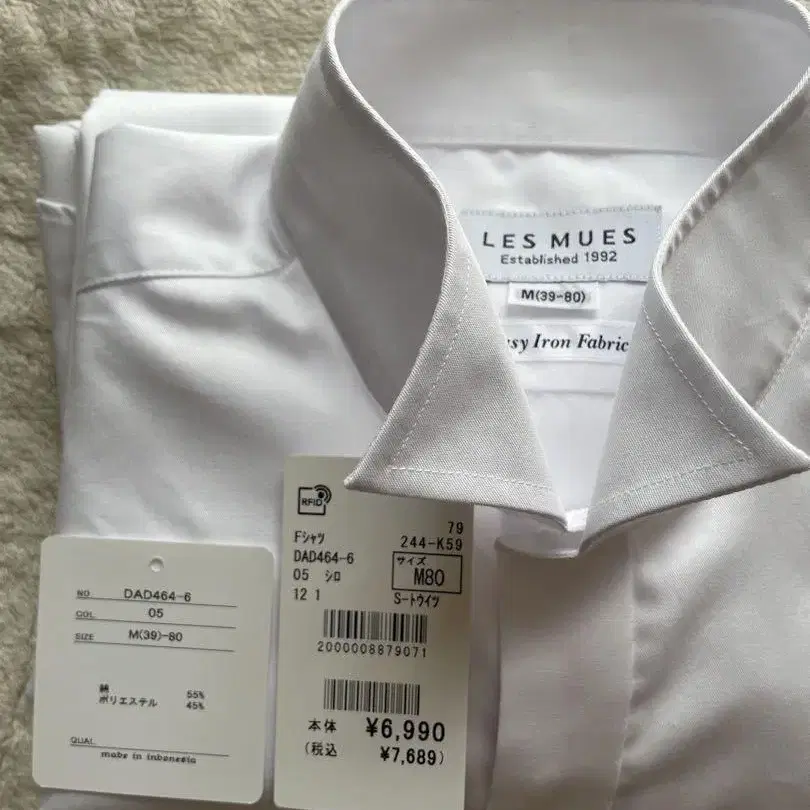 LES MUES
Established 1992
M(39-80)
sy Iron Fabric
RFID
79
Fシャツ 244-K59
DAD464-6 サイズ
05 シロ M80
12 1 S-トウイツ
2000008879071
本体 ¥6,990
(税込 ¥7,689)
NO. DAD464-6
COL. 05
SIZE M(39)-80
綿 55%
ポリエステル 45%
QUAL.
made in indonesia